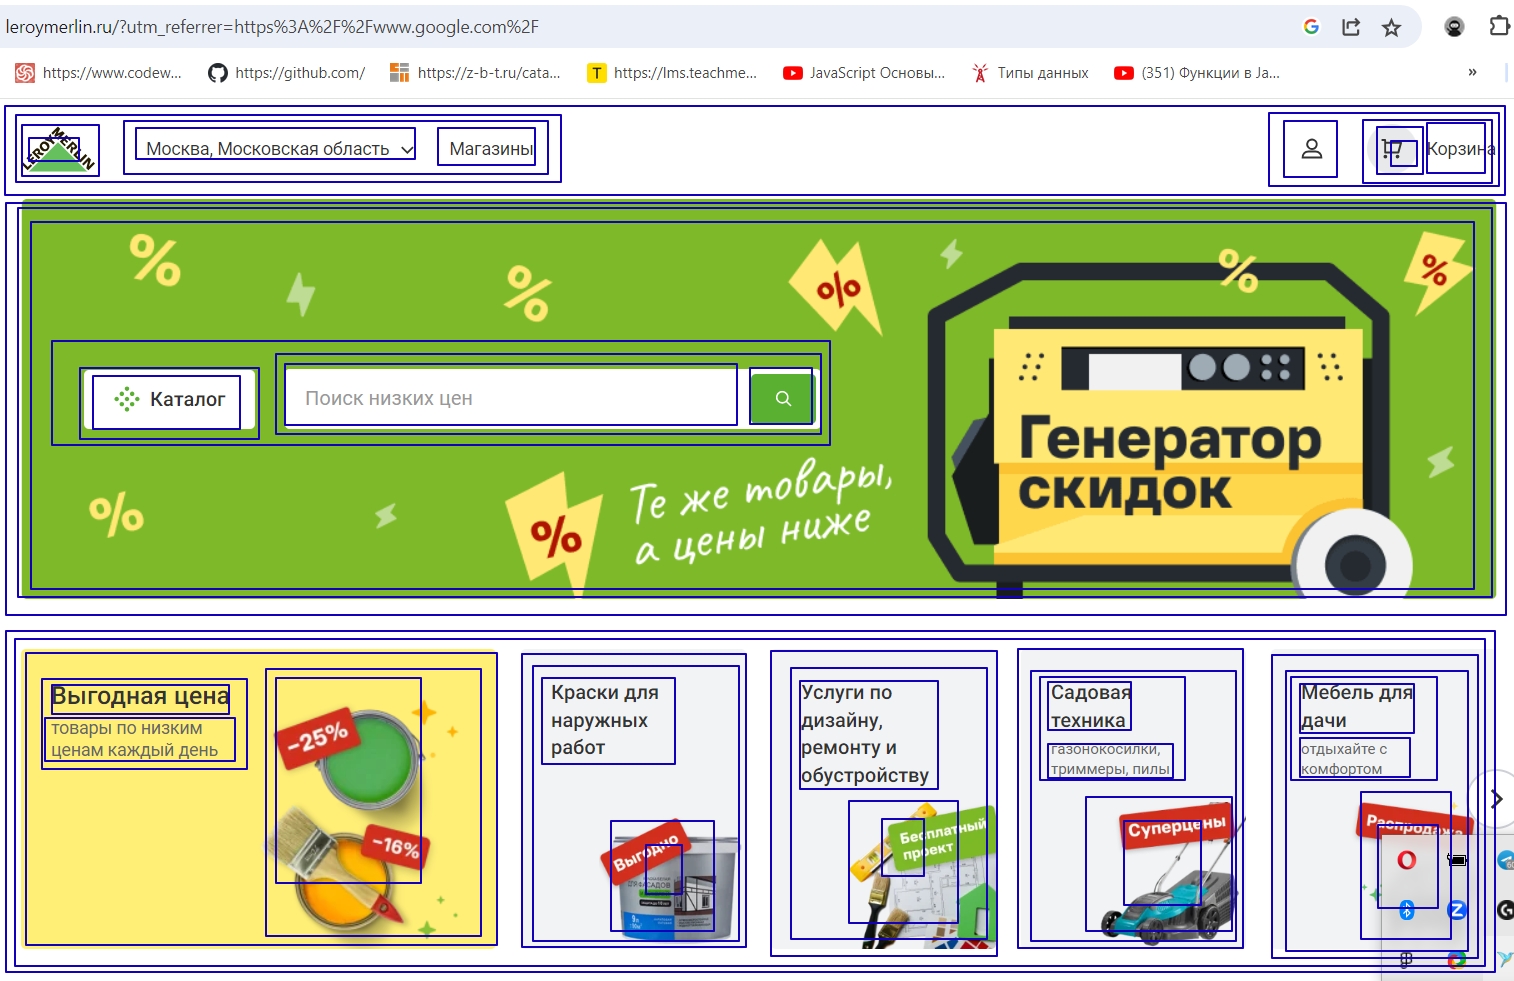 leroymerlin.ru/?utm_referrer=https%3A%2F%2Fwww.google.com%2F
https://www.codew...
https://github.com/
https://z-b-t.ru/cata...
https://lms.teachme...
JavaScript Основы...
Типы данных
(351) Функции в Ja...
»
LEROY MERLIN
Москва, Московская область
Магазины
Корзина
Каталог
Поиск низких цен
Те же товары,
а цены ниже
Генератор
скидок
Выгодная цена
товары по низким
ценам каждый день
−25%
−16%
Краски для
наружных
работ
Выгодно
ФАСАДОВ
Услуги по
дизайну,
ремонту и
обустройству
Бесплатный
проект
Садовая
техника
газонокосилки,
триммеры, пилы
Суперцены
Мебель для
дачи
отдыхайте с
комфортом
Распродажа